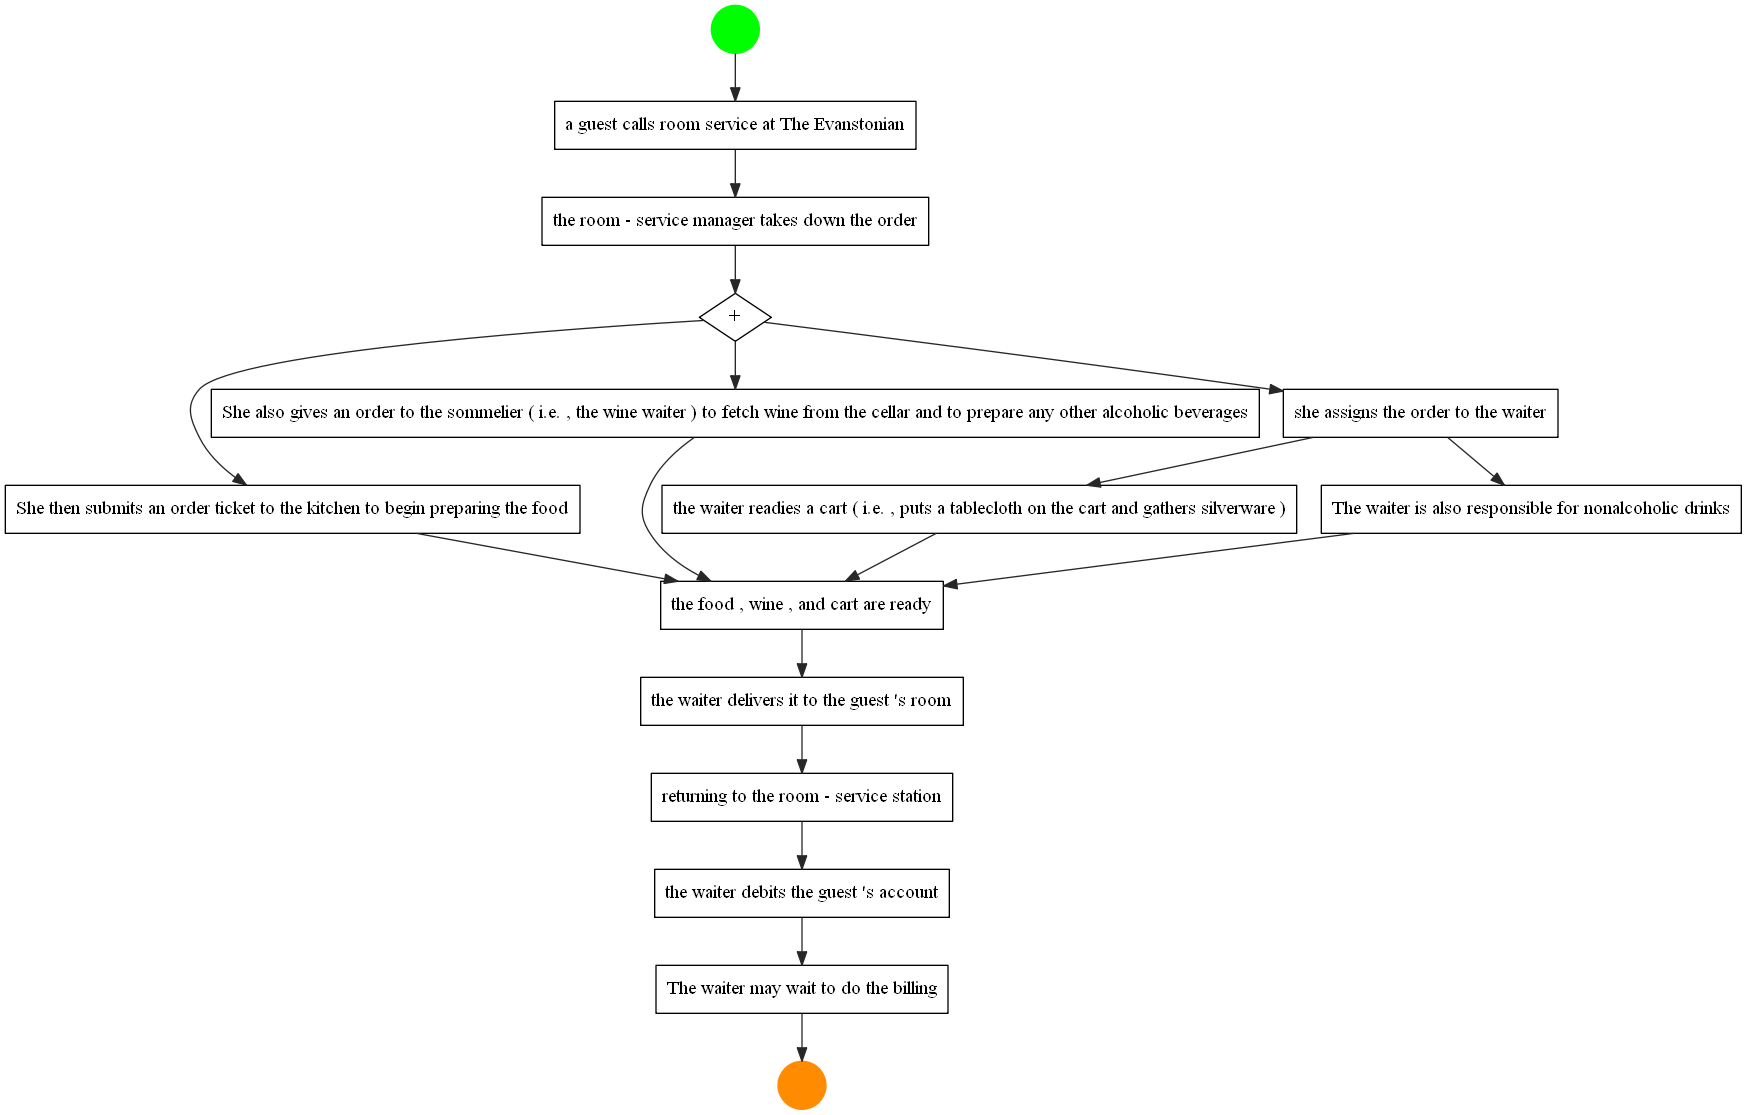 a guest calls room service at The Evanstonian
the room - service manager takes down the order
+
She also gives an order to the sommelier ( i.e. , the wine waiter ) to fetch wine from the cellar and to prepare any other alcoholic beverages
she assigns the order to the waiter
She then submits an order ticket to the kitchen to begin preparing the food
the waiter readies a cart ( i.e. , puts a tablecloth on the cart and gathers silverware )
The waiter is also responsible for nonalcoholic drinks
the food , wine , and cart are ready
the waiter delivers it to the guest 's room
returning to the room - service station
the waiter debits the guest 's account
The waiter may wait to do the billing